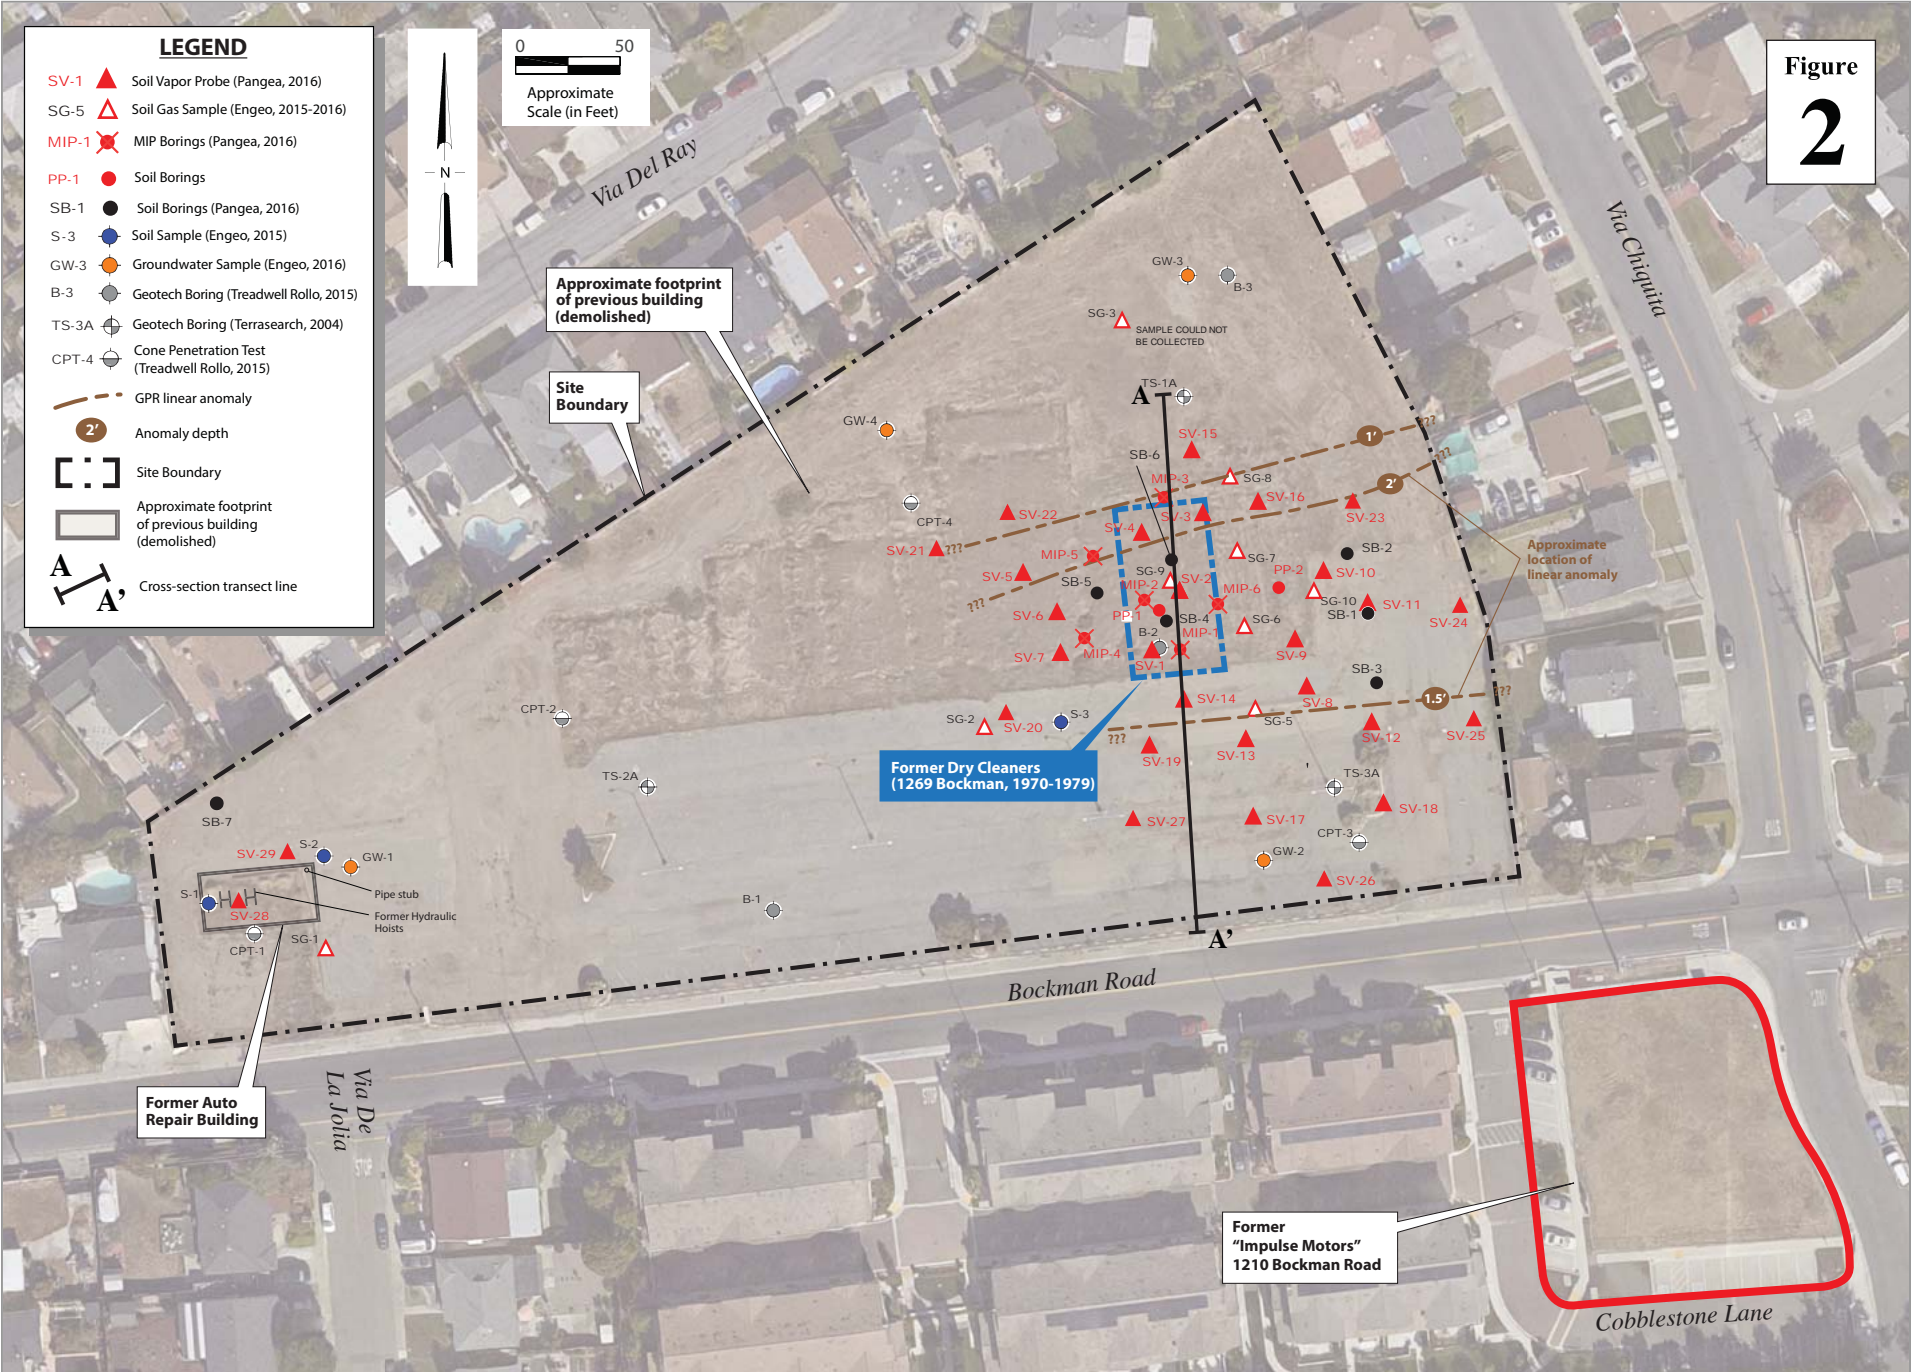 LEGEND
SV-1 Soil Vapor Probe (Pangea, 2016)
SG-5 Soil Gas Sample (Engeo, 2015-2016)
MIP-1 MIP Borings (Pangea, 2016)
PP-1 Soil Borings
SB-1 Soil Borings (Pangea, 2016)
S-3 Soil Sample (Engeo, 2015)
GW-3 Groundwater Sample (Engeo, 2016)
B-3 Geotech Boring (Treadwell Rollo, 2015)
TS-3A Geotech Boring (Terrasearch, 2004)
CPT-4 Cone Penetration Test
(Treadwell Rollo, 2015)
GPR linear anomaly
2’ Anomaly depth
Site Boundary
Approximate footprint
of previous building
(demolished)
A
A’
Cross-section transect line
N
0 50
Approximate
Scale (in Feet)
Figure
2
Via Del Ray
Via Chiquita
Approximate footprint
of previous building
(demolished)
Site
Boundary
GW-3
B-3
SG-3
SAMPLE COULD NOT
BE COLLECTED
TS-1A
A
GW-4
SV-15
1’
???
SB-6
???
MIP-3
SG-8
2’
SV-16
SV-22
CPT-4
SV-3
SV-23
SV-4
SV-21
???
MIP-5
SG-7
SB-2
Approximate
location of
linear anomaly
SV-5
SB-5
SG-9
SV-2
PP-2
SV-10
MIP-2
MIP-6
???
SG-10
SV-11
SV-6
PP-1
SB-4
SG-6
SB-1
SV-24
B-2
MIP-1
SV-7
MIP-4
SV-1
SV-9
SB-3
SV-14
SV-8
1.5’
???
CPT-2
SG-2
SV-20
S-3
SG-5
???
SV-12
SV-25
SV-19
SV-13
Former Dry Cleaners
(1269 Bockman, 1970-1979)
TS-2A
TS-3A
SV-18
SV-27
SV-17
CPT-3
SB-7
GW-2
SV-29
S-2
GW-1
SV-26
S-1
Pipe stub
SV-28
Former Hydraulic
Hoists
B-1
CPT-1
SG-1
A’
Bockman Road
Former Auto
Repair Building
Via De
La Jolia
STOP
Former
“Impulse Motors”
1210 Bockman Road
Cobblestone Lane